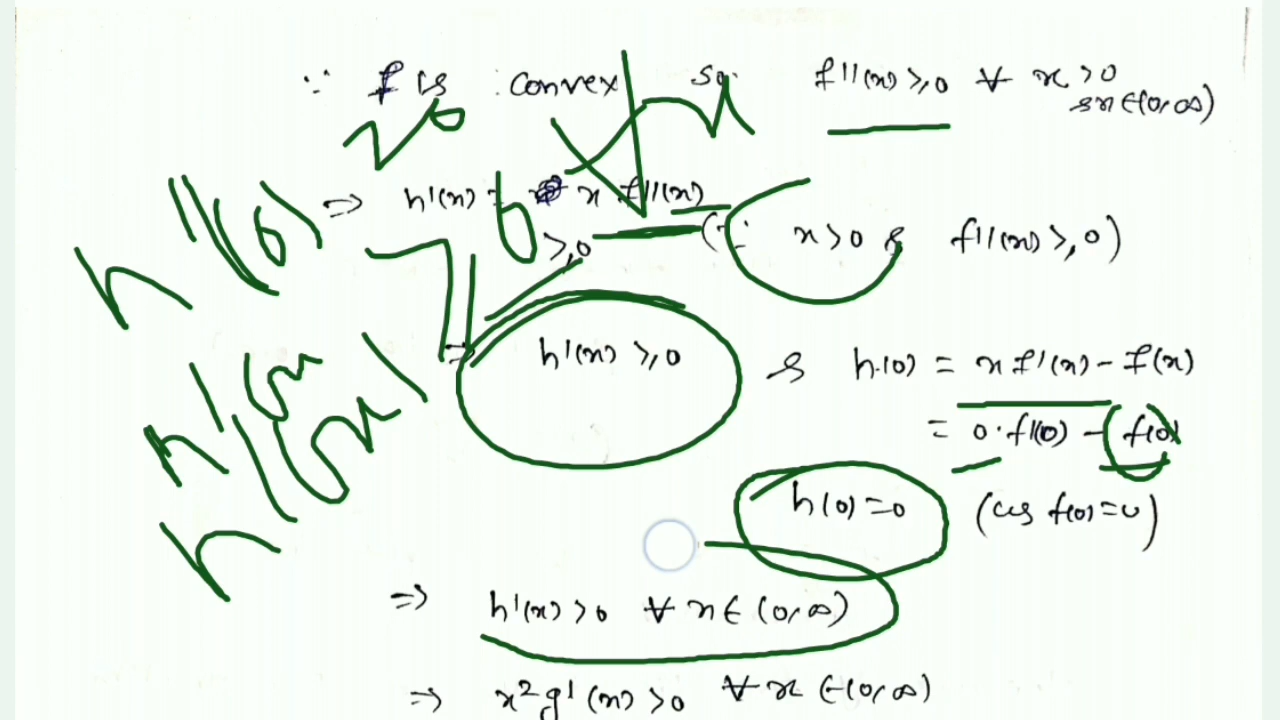 ∵ f is convex so f''(x) ≥ 0 ∀ x > 0
x ∈ (0, ∞)
⇒ h'(x) = x f''(x)
≥ 0 (∵ x > 0 & f''(x) ≥ 0)
⇒ h'(x) ≥ 0 & h(0) = x f'(x) - f(x)
= 0 · f'(0) - f(0)
h(0) = 0 (as f(0) = 0)
⇒ h'(x) > 0 ∀ x ∈ (0, ∞)
⇒ x² g'(x) > 0 ∀ x ∈ (0, ∞)